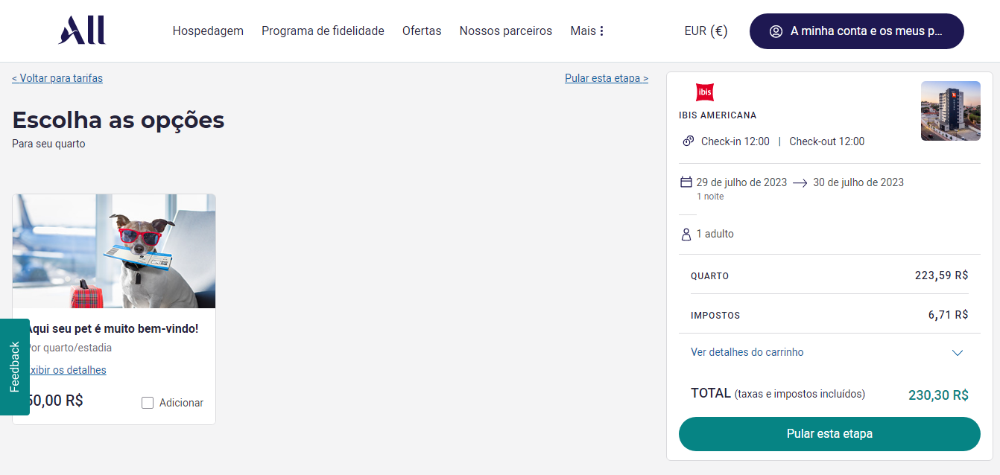 All
Hospedagem Programa de fidelidade Ofertas Nossos parceiros Mais
EUR (€)
A minha conta e os meus p...
< Voltar para tarifas
Pular esta etapa >
Escolha as opções
Para seu quarto
Aqui seu pet é muito bem-vindo!
Por quarto/estadia
Exibir os detalhes
50,00 R$
Adicionar
Feedback
ibis
IBIS AMERICANA
Check-in 12:00 | Check-out 12:00
29 de julho de 2023 30 de julho de 2023
1 noite
1 adulto
QUARTO 223,59 R$
IMPOSTOS 6,71 R$
Ver detalhes do carrinho
TOTAL (taxas e impostos incluídos) 230,30 R$
Pular esta etapa